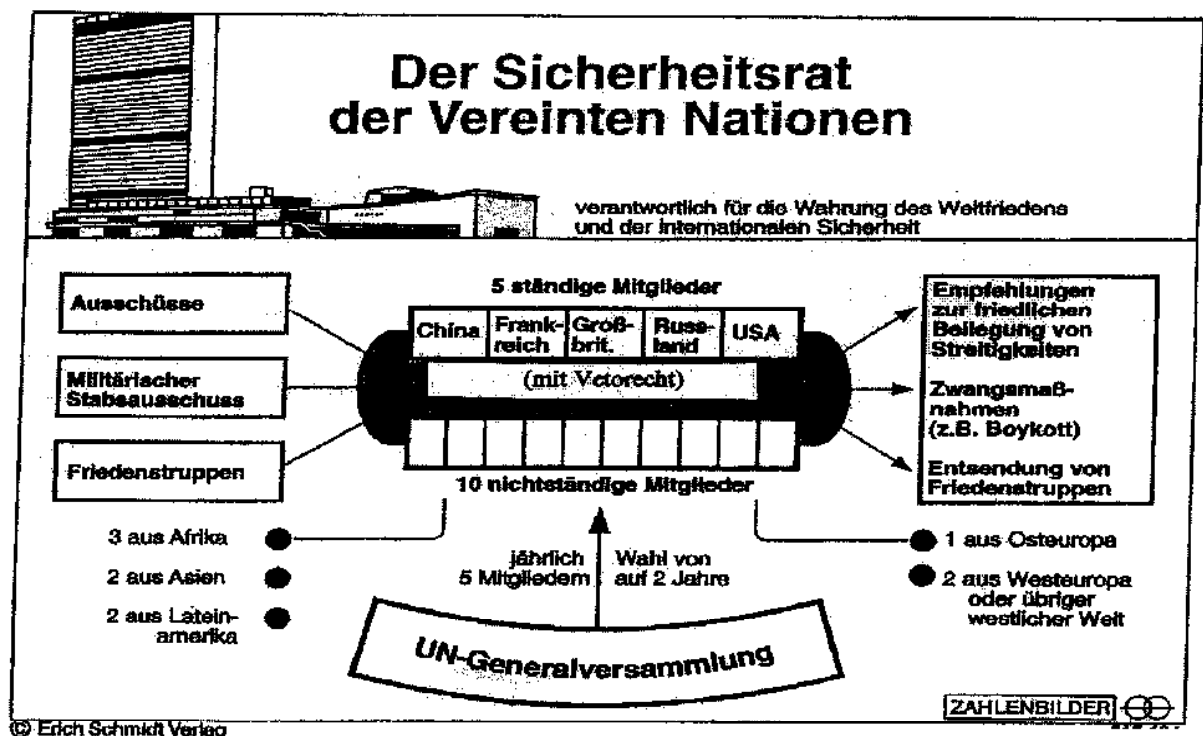 Der Sicherheitsrat
der Vereinten Nationen
verantwortlich für die Wahrung des Weltfriedens
und der internationalen Sicherheit
Ausschüsse
Militärischer
Stabsausschuss
Friedenstruppen
5 ständige Mitglieder
China
Frank-
reich
Groß-
brit.
Russ-
land
USA
(mit Vetorecht)
10 nichtständige Mitglieder
Empfehlungen
zur friedlichen
Beilegung von
Streitigkeiten
Zwangsmaß-
nahmen
(z.B. Boykott)
Entsendung von
Friedenstruppen
3 aus Afrika
2 aus Asien
2 aus Latein-
amerika
jährlich Wahl von
5 Mitgliedern auf 2 Jahre
1 aus Osteuropa
2 aus Westeuropa
oder übriger
westlicher Welt
UN-Generalversammlung
ZAHLENBILDER
© Erich Schmidt Verlag